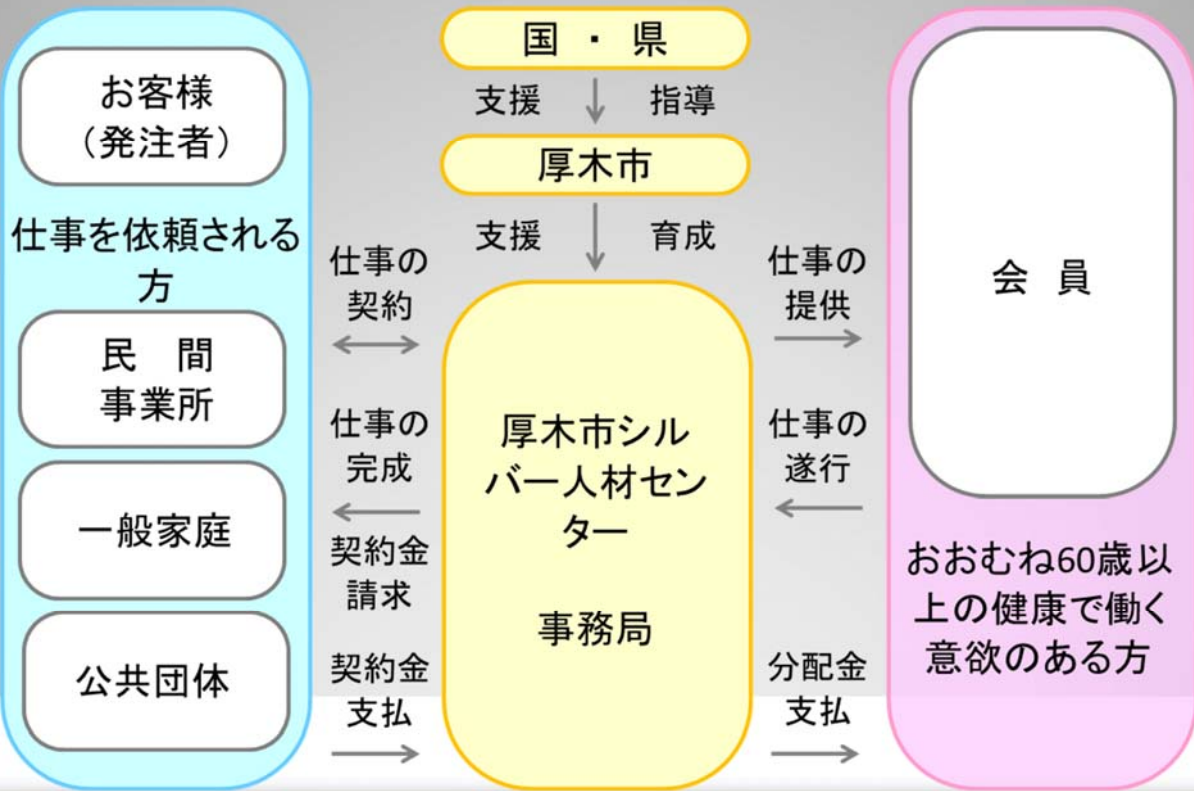 お客様
（発注者）
仕事を依頼される
方
民　間
事業所
一般家庭
公共団体
国　・　県
支援　指導
厚木市
支援　育成
仕事の
契約
仕事の
完成
契約金
請求
契約金
支払
厚木市シル
バー人材セン
ター
事務局
仕事の
提供
仕事の
遂行
分配金
支払
会　員
おおむね60歳以
上の健康で働く
意欲のある方